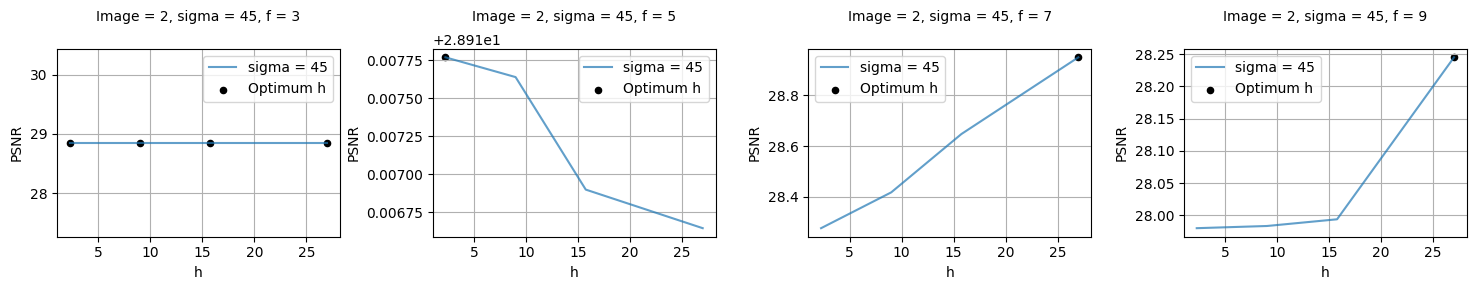 Image = 2, sigma = 45, f = 3
30
29
28
PSNR
sigma = 45
Optimum h
5 10 15 20 25
h
Image = 2, sigma = 45, f = 5
+2.891e1
0.00775
0.00750
0.00725
0.00700
0.00675
PSNR
sigma = 45
Optimum h
5 10 15 20 25
h
Image = 2, sigma = 45, f = 7
28.8
28.6
28.4
PSNR
sigma = 45
Optimum h
5 10 15 20 25
h
Image = 2, sigma = 45, f = 9
28.25
28.20
28.15
28.10
28.05
28.00
PSNR
sigma = 45
Optimum h
5 10 15 20 25
h